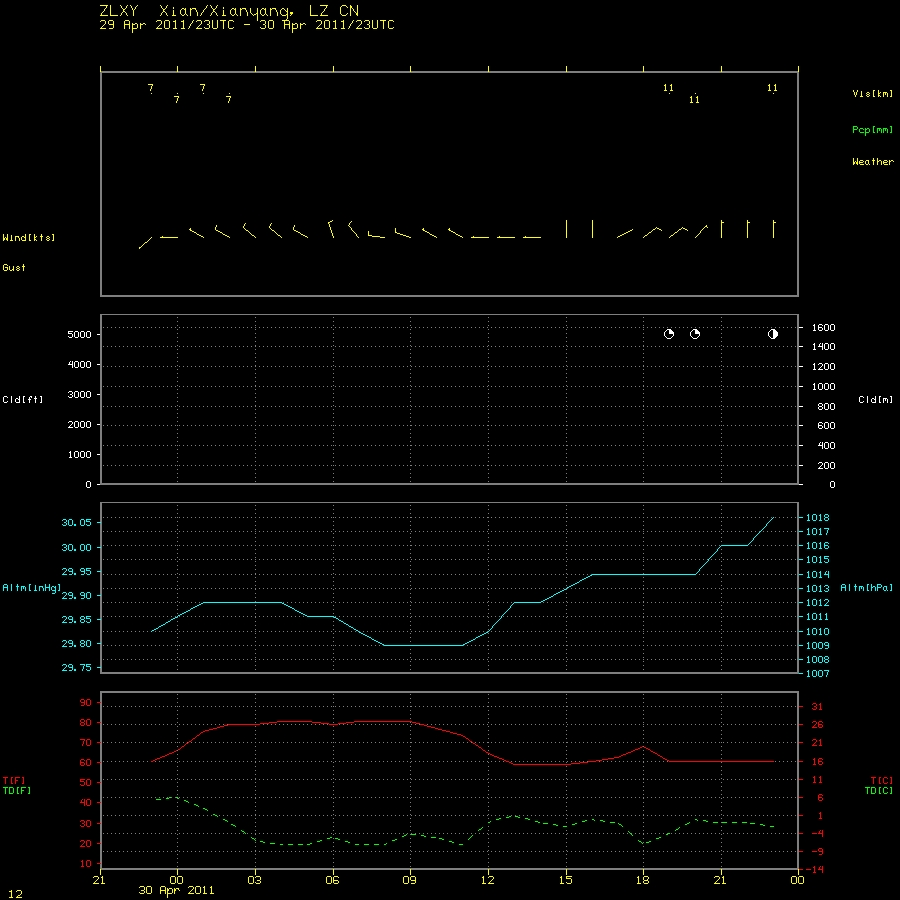 ZLXY Xian/Xianyang, LZ CN
29 Apr 2011/23UTC - 30 Apr 2011/23UTC
7 7 11 11
7 7 11
Vis[km]
Pcp[mm]
Weather
Wind[kts]
Gust
5000 1600
4000 1400
3000 1200
2000 1000
1000 800
0 600
400
200
0
Cld[ft] Cld[m]
30.05 1018
30.00 1017
29.95 1016
29.90 1015
29.85 1014
29.80 1013
29.75 1012
1011
1010
1009
1008
1007
Altm[inHg] Altm[hPa]
90 31
80 26
70 21
60 16
50 11
40 6
30 1
20 -4
10 -9
-14
T[F] T[C]
TD[F] TD[C]
21 00 03 06 09 12 15 18 21 00
30 Apr 2011
12